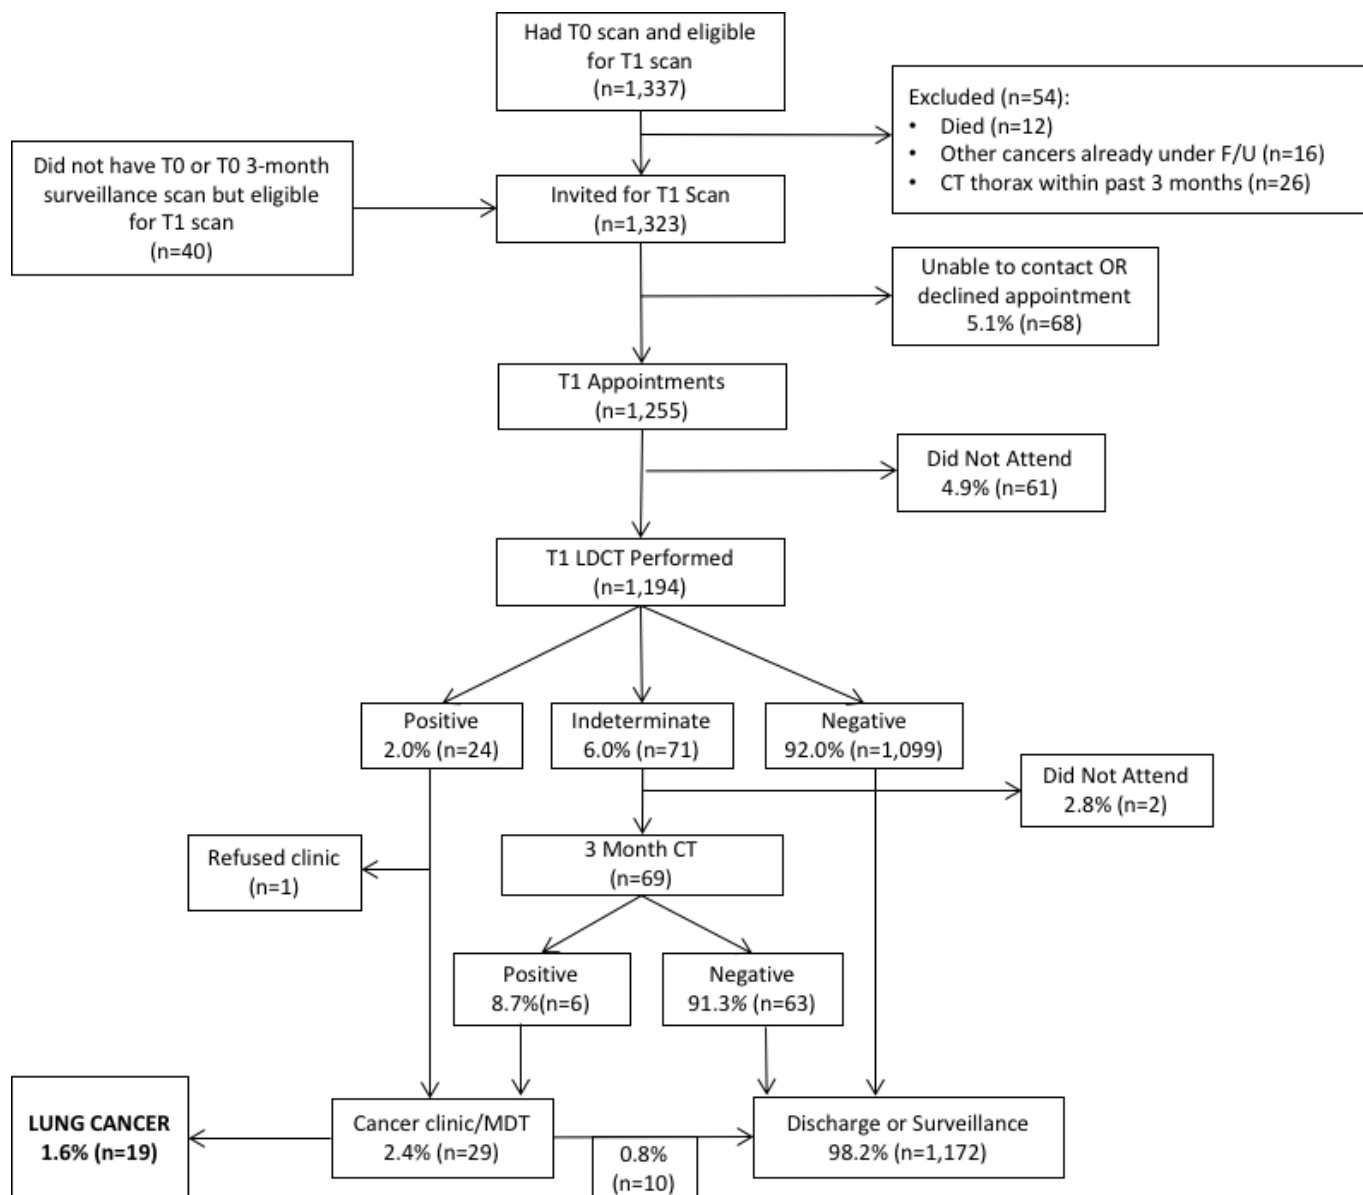 Had T0 scan and eligible
for T1 scan
(n=1,337)
Excluded (n=54):
• Died (n=12)
• Other cancers already under F/U (n=16)
• CT thorax within past 3 months (n=26)
Did not have T0 or T0 3-month
surveillance scan but eligible
for T1 scan
(n=40)
Invited for T1 Scan
(n=1,323)
Unable to contact OR
declined appointment
5.1% (n=68)
T1 Appointments
(n=1,255)
Did Not Attend
4.9% (n=61)
T1 LDCT Performed
(n=1,194)
Positive
2.0% (n=24)
Indeterminate
6.0% (n=71)
Negative
92.0% (n=1,099)
Did Not Attend
2.8% (n=2)
Refused clinic
(n=1)
3 Month CT
(n=69)
Positive
8.7%(n=6)
Negative
91.3% (n=63)
LUNG CANCER
1.6% (n=19)
Cancer clinic/MDT
2.4% (n=29)
0.8%
(n=10)
Discharge or Surveillance
98.2% (n=1,172)